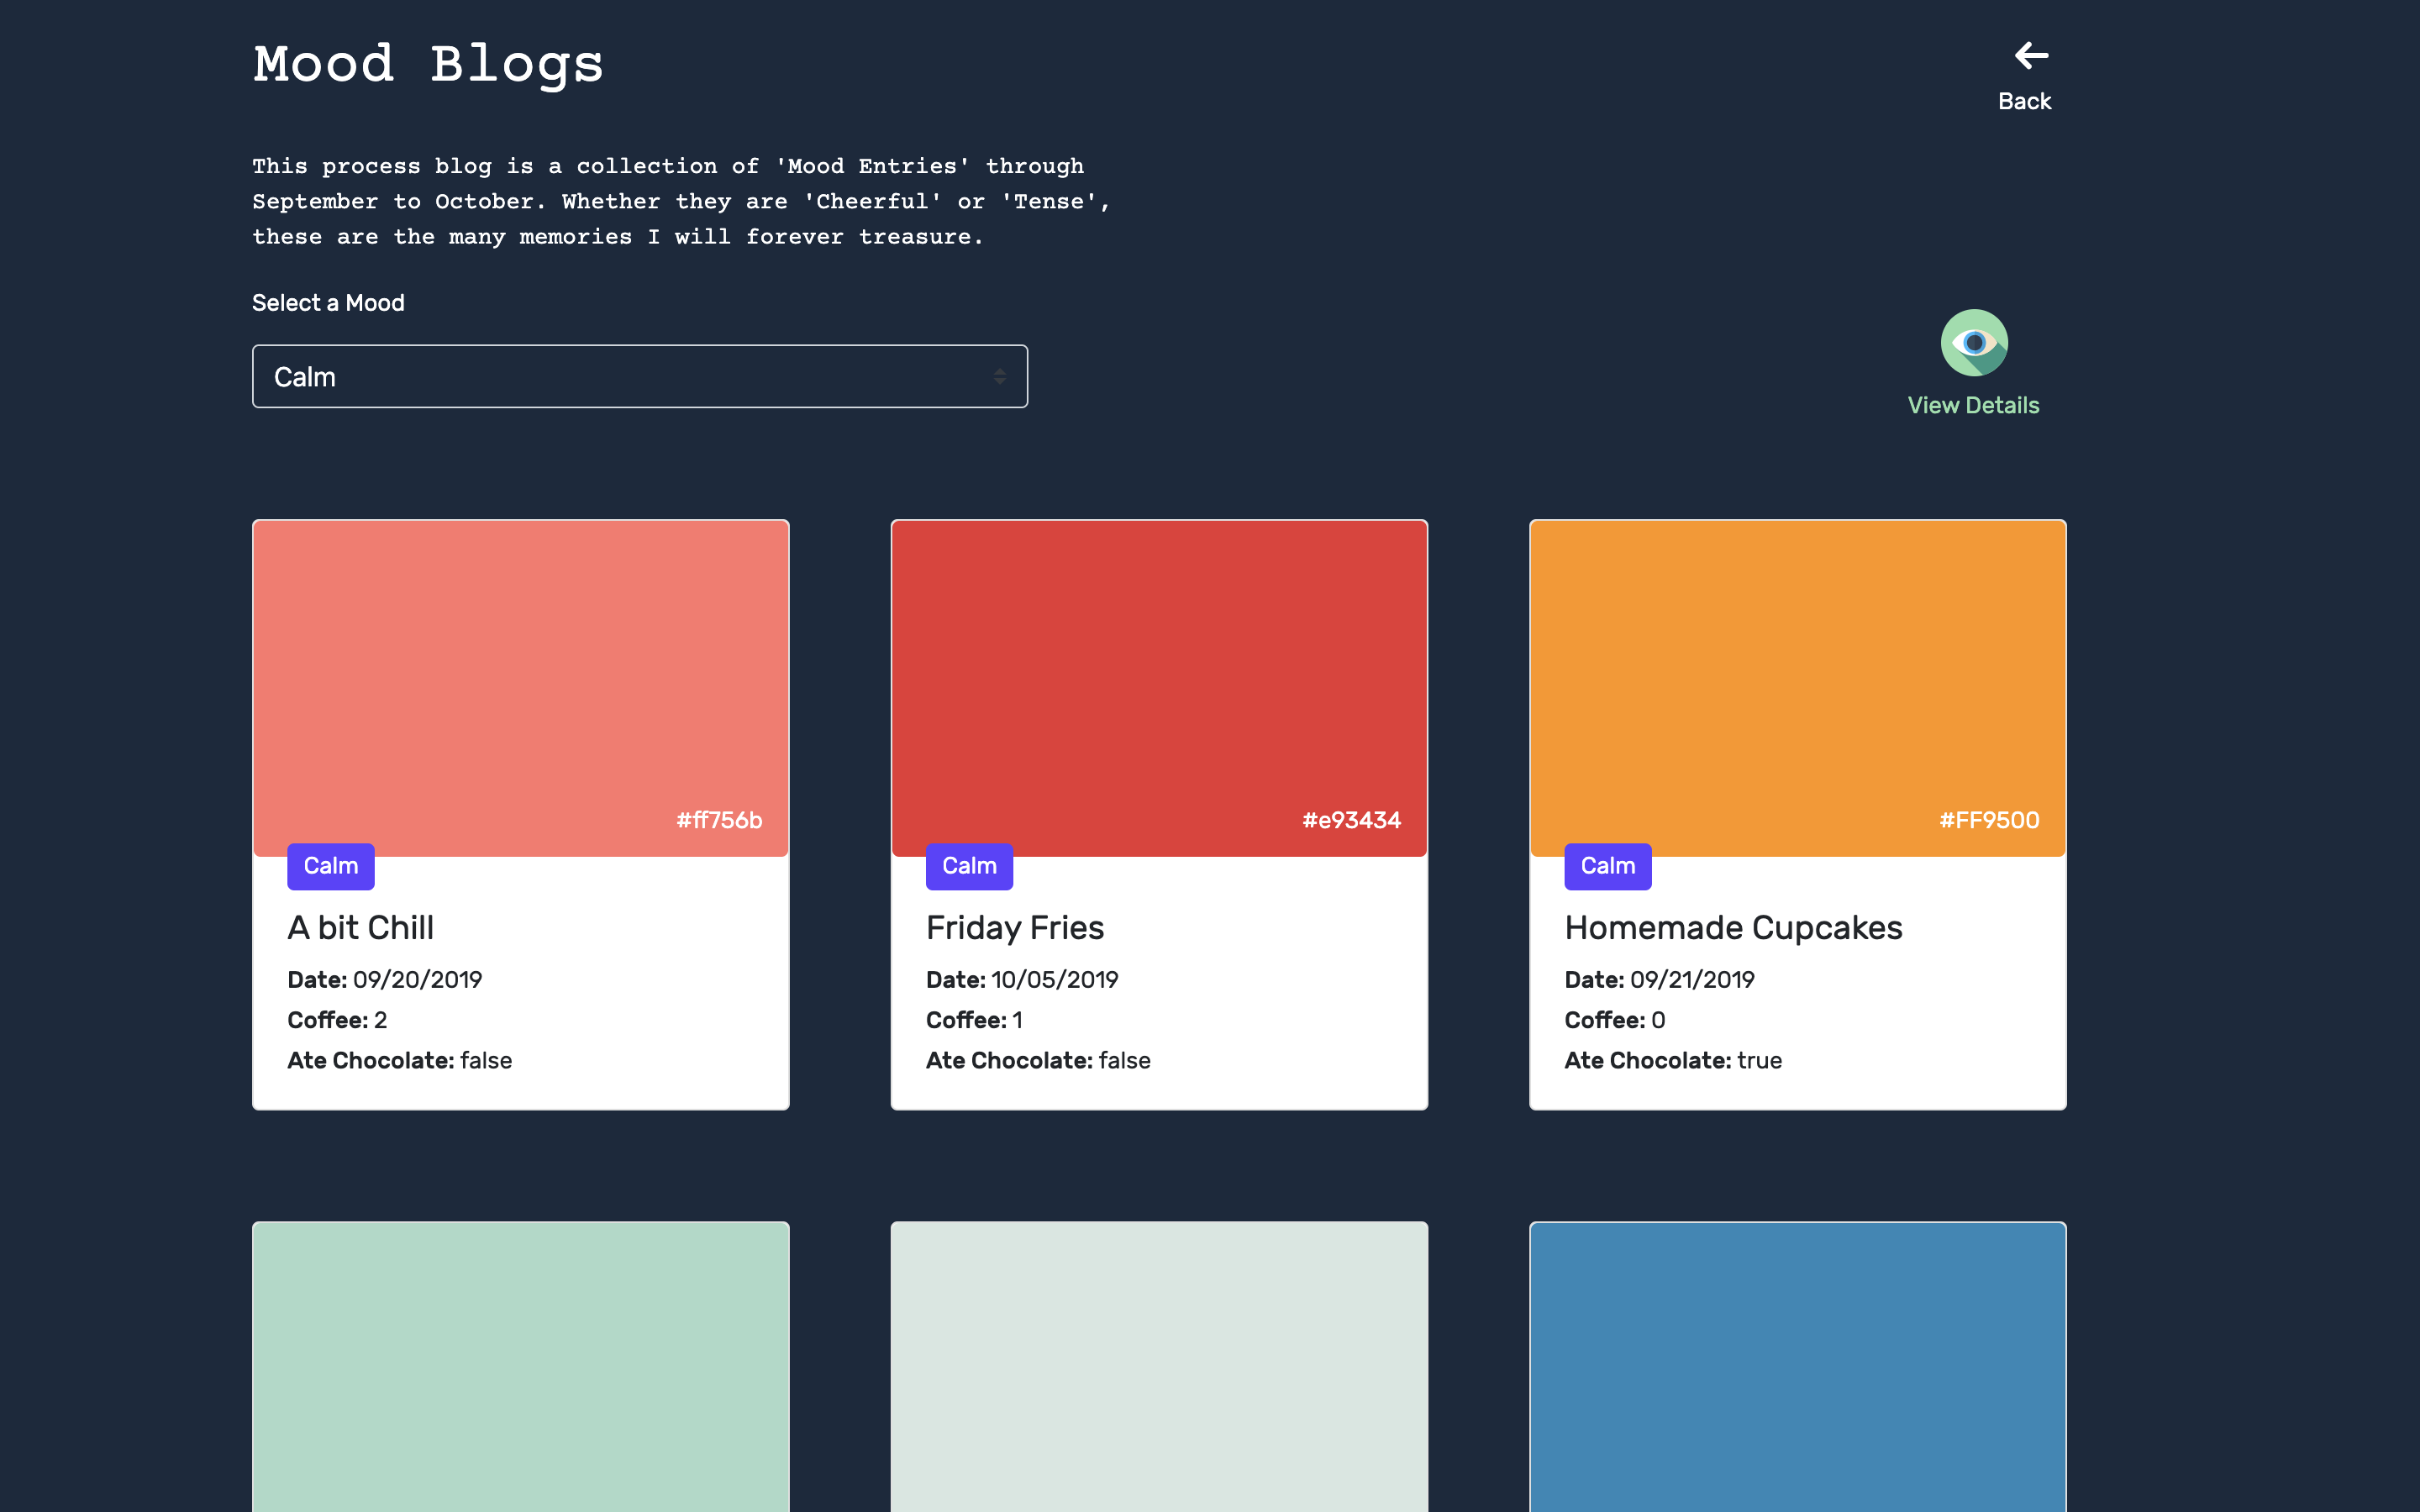 Mood Blogs
Back
This process blog is a collection of 'Mood Entries' through
September to October. Whether they are 'Cheerful' or 'Tense',
these are the many memories I will forever treasure.
Select a Mood
Calm
View Details
#ff756b
Calm
A bit Chill
Date: 09/20/2019
Coffee: 2
Ate Chocolate: false
#e93434
Calm
Friday Fries
Date: 10/05/2019
Coffee: 1
Ate Chocolate: false
#FF9500
Calm
Homemade Cupcakes
Date: 09/21/2019
Coffee: 0
Ate Chocolate: true